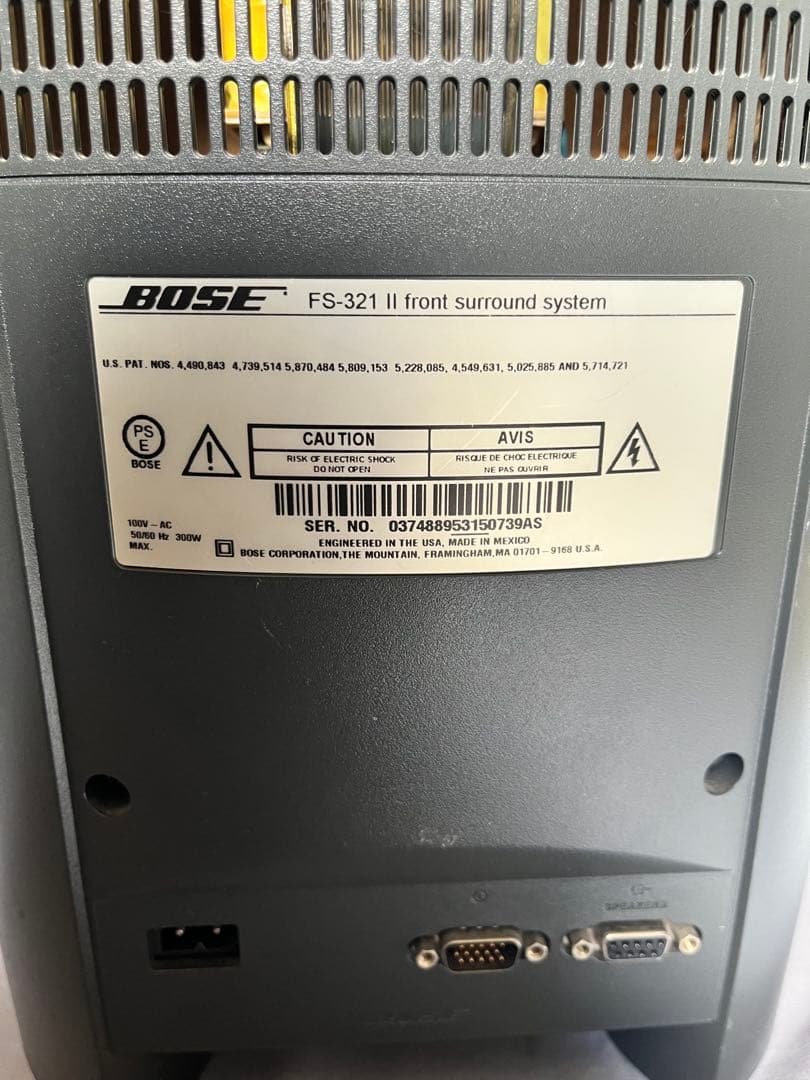 BOSE FS-321 II front surround system
U.S. PAT. NOS. 4,490,843 4,739,514 5,870,484 5,809,153 5,228,085, 4,549,631, 5,025,885 AND 5,714,721
PS
E
BOSE
CAUTION
RISK OF ELECTRIC SHOCK
DO NOT OPEN
AVIS
RISQUE DE CHOC ELECTRIQUE
NE PAS OUVRIR
SER. NO. 037488953150739AS
100V~AC
50/60 Hz 300W
MAX.
ENGINEERED IN THE USA, MADE IN MEXICO
BOSE CORPORATION,THE MOUNTAIN, FRAMINGHAM,MA 01701-9168 U.S.A.
SPEAKERS